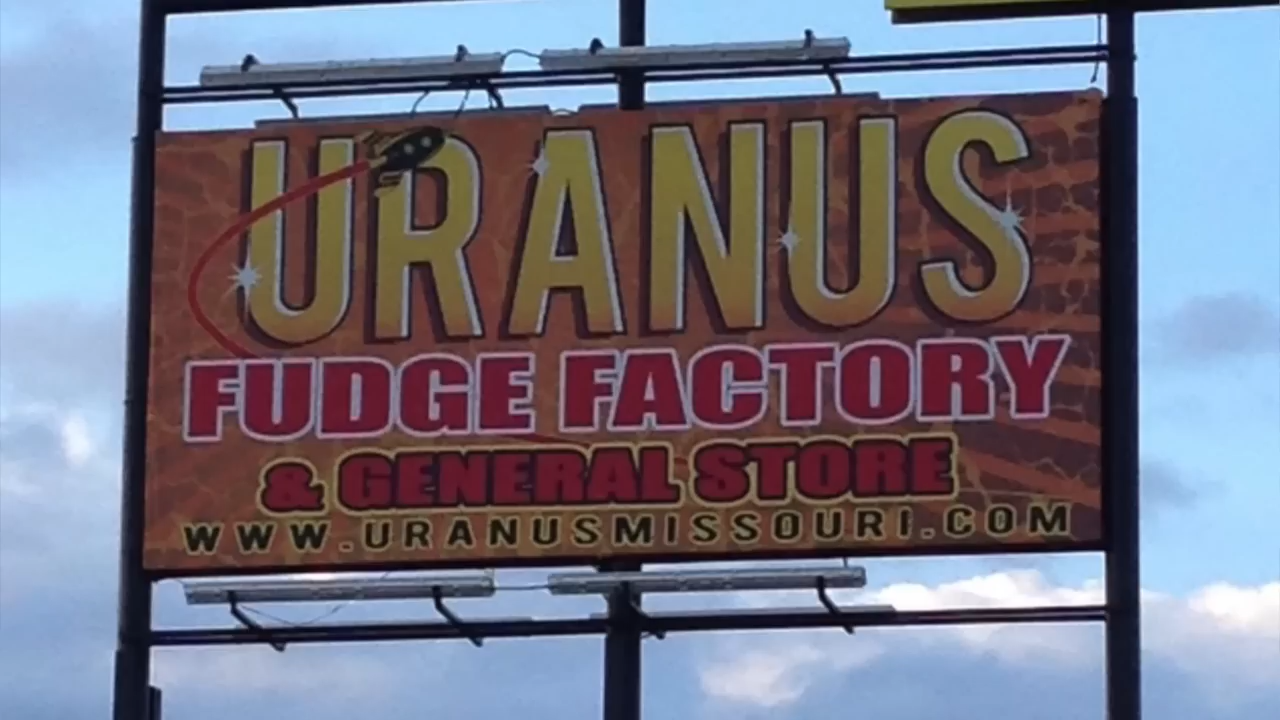 URANUS
FUDGE FACTORY
& GENERAL STORE
WWW.URANUSMISSOURI.COM